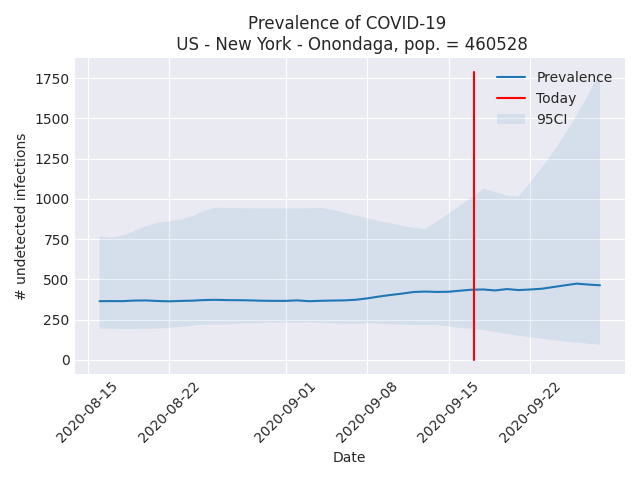 Prevalence of COVID-19
US - New York - Onondaga, pop. = 460528
Prevalence
Today
95CI
1750
1500
1250
1000
750
500
250
0
# undetected infections
2020-08-15
2020-08-22
2020-09-01
2020-09-08
2020-09-15
2020-09-22
Date